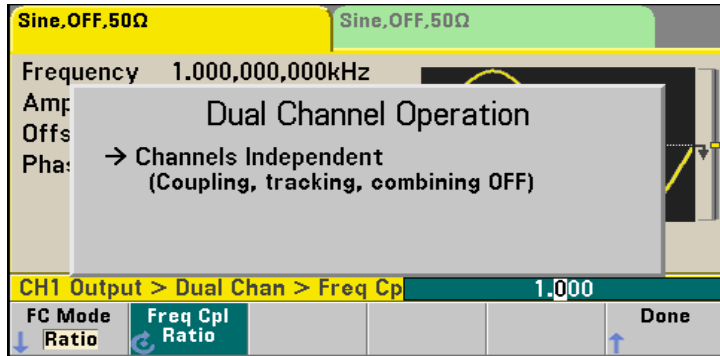 Sine,OFF,50Ω
Sine,OFF,50Ω
Frequency 1.000,000,000kHz
Amp
Offs
Phas
Dual Channel Operation
→ Channels Independent
(Coupling, tracking, combining OFF)
CH1 Output > Dual Chan > Freq Cp 1.000
FC Mode
Ratio
Freq Cpl
Ratio
Done